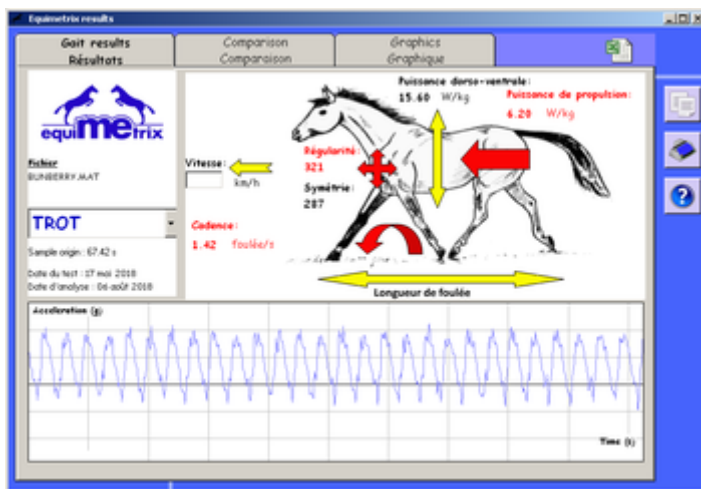 Equimetrix results
Gait results
Résultats
Comparison
Comparaison
Graphics
Graphique
equiMEtrix
Fichier
BUNBERRY.MAT
TROT
Sample origin : 67.42 s
Date du test : 17 mai 2018
Date d'analyse : 06 août 2018
Puissance dorso-ventrale:
15.60 W/kg
Puissance de propulsion:
6.20 W/kg
Vitesse:
km/h
Régularité:
321
Symétrie:
287
Cadence:
1.42 foulée/s
Longueur de foulée
Acceleration (g)
Time (s)